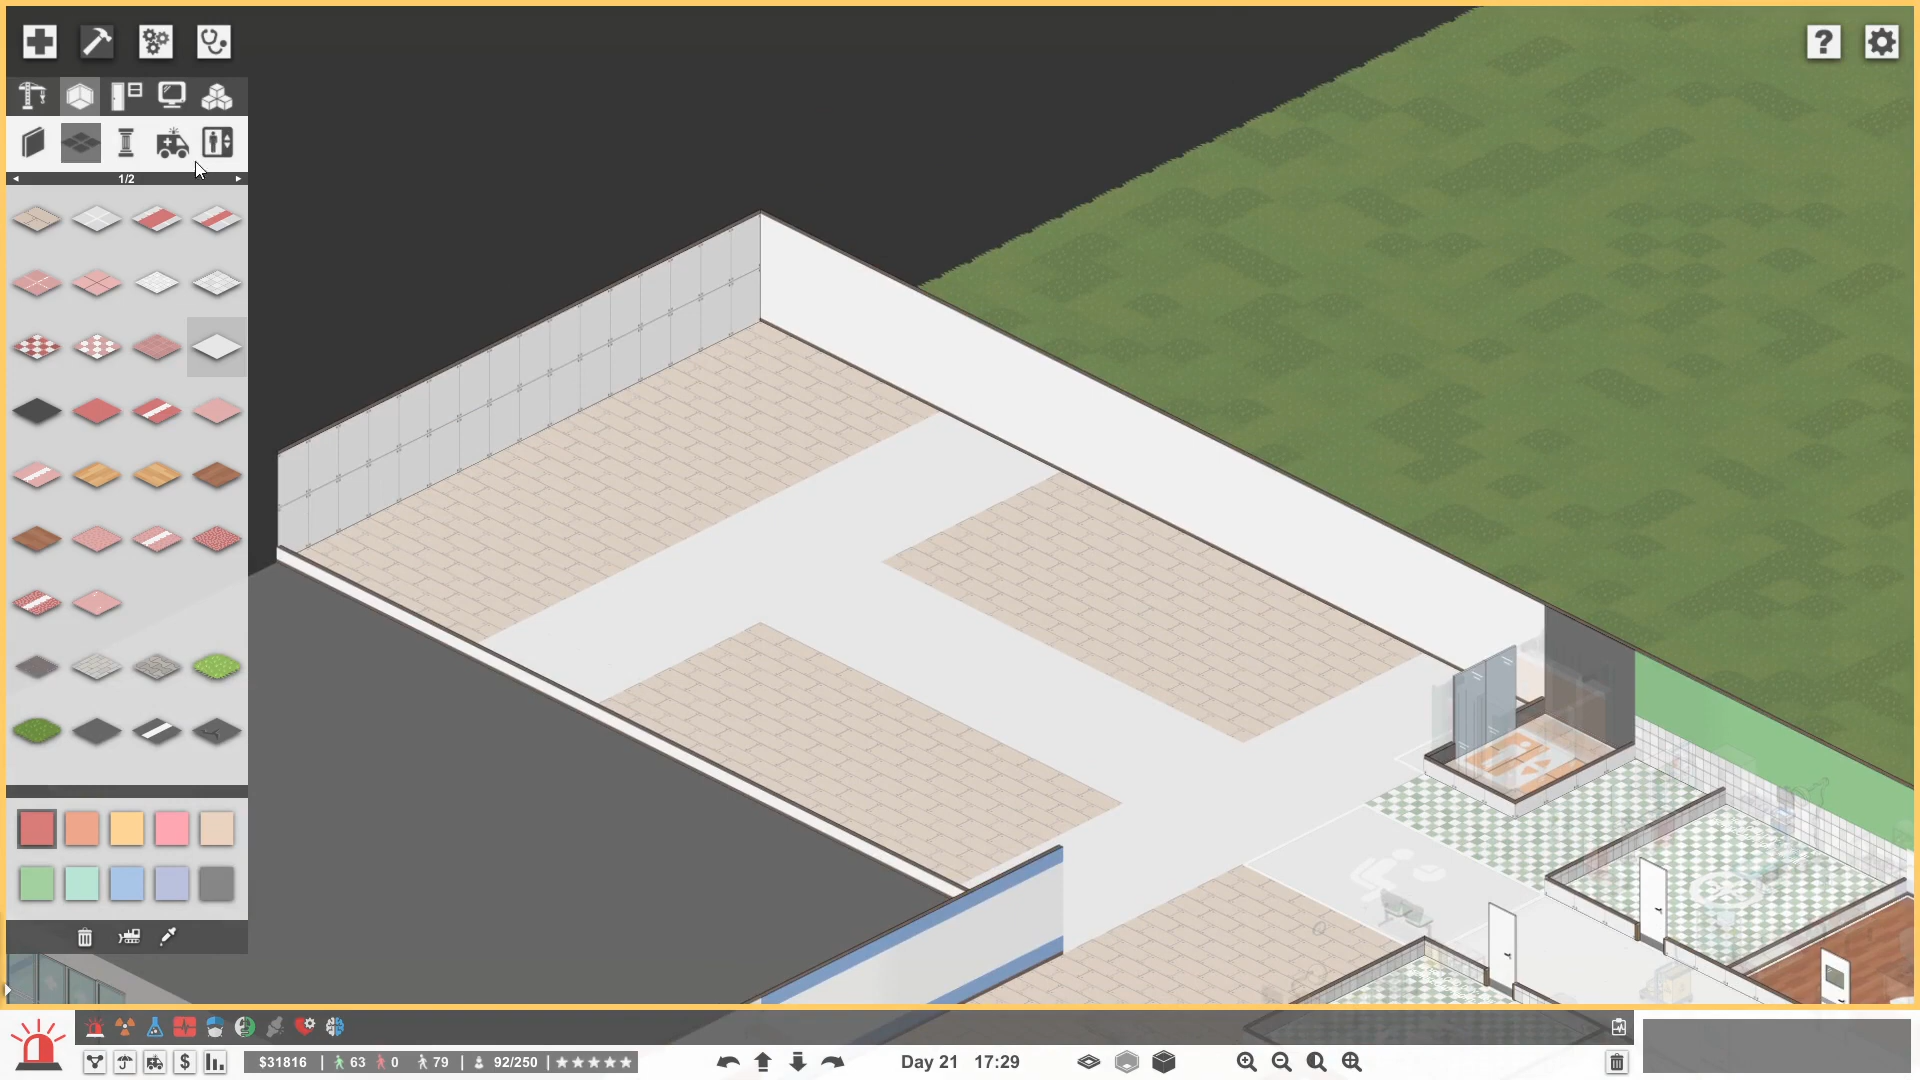 ?
1/2
$31816 | 63 0 | 79 | 92/250 |
Day 21 17:29
$